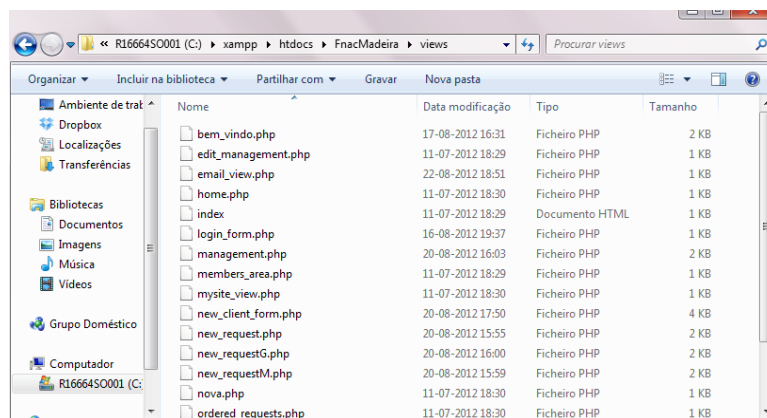 « R16664SO001 (C:) ▸ xampp ▸ htdocs ▸ FnacMadeira ▸ views
Procurar views
Organizar Incluir na biblioteca Partilhar com Gravar Nova pasta
Ambiente de trab
Dropbox
Localizações
Transferências
Bibliotecas
Documentos
Imagens
Música
Vídeos
Grupo Doméstico
Computador
R16664SO001 (C:
Nome Data modificação Tipo Tamanho
bem_vindo.php 17-08-2012 16:31 Ficheiro PHP 2 KB
edit_management.php 11-07-2012 18:29 Ficheiro PHP 1 KB
email_view.php 22-08-2012 18:51 Ficheiro PHP 1 KB
home.php 11-07-2012 18:30 Ficheiro PHP 1 KB
index 11-07-2012 18:29 Documento HTML 1 KB
login_form.php 16-08-2012 19:37 Ficheiro PHP 1 KB
management.php 20-08-2012 16:03 Ficheiro PHP 2 KB
members_area.php 11-07-2012 18:29 Ficheiro PHP 1 KB
mysite_view.php 11-07-2012 18:30 Ficheiro PHP 1 KB
new_client_form.php 20-08-2012 17:50 Ficheiro PHP 4 KB
new_request.php 20-08-2012 15:55 Ficheiro PHP 2 KB
new_requestG.php 20-08-2012 16:00 Ficheiro PHP 2 KB
new_requestM.php 20-08-2012 15:59 Ficheiro PHP 2 KB
nova.php 11-07-2012 18:30 Ficheiro PHP 1 KB
ordered_requests.php 11-07-2012 18:30 Ficheiro PHP 1 KB